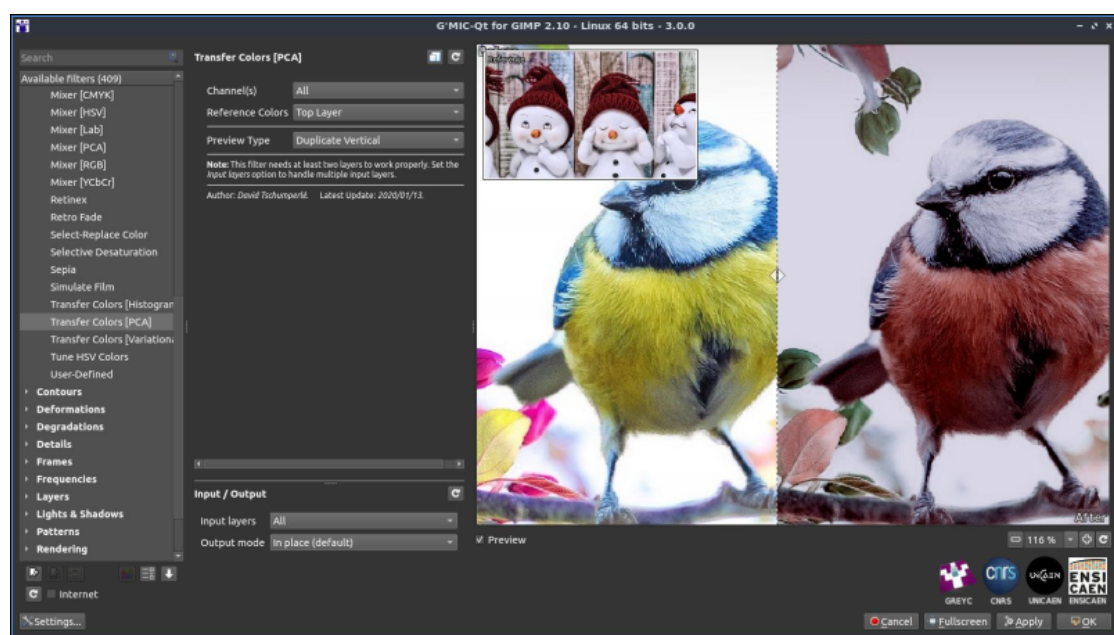 G'MIC-Qt for GIMP 2.10 - Linux 64 bits - 3.0.0
Search
Available filters (409)
Mixer [CMYK]
Mixer [HSV]
Mixer [Lab]
Mixer [PCA]
Mixer [RGB]
Mixer [YCbCr]
Retinex
Retro Fade
Select-Replace Color
Selective Desaturation
Sepia
Simulate Film
Transfer Colors [Histogran
Transfer Colors [PCA]
Transfer Colors [Variationa
Tune HSV Colors
User-Defined
Contours
Deformations
Degradations
Details
Frames
Frequencies
Layers
Lights & Shadows
Patterns
Rendering
Internet
Settings...
Transfer Colors [PCA]
Channel(s) All
Reference Colors Top Layer
Preview Type Duplicate Vertical
Note: This filter needs at least two layers to work properly. Set the
Input layers option to handle multiple input layers.
Author: David Tschumperlé. Latest Update: 2020/01/13.
Input / Output
Input layers All
Output mode In place (default)
Reference
After
Preview
116 %
CNRS UNICAEN ENSI
CAEN
GREYC CNRS UNICAEN ENSICAEN
Cancel Fullscreen Apply OK